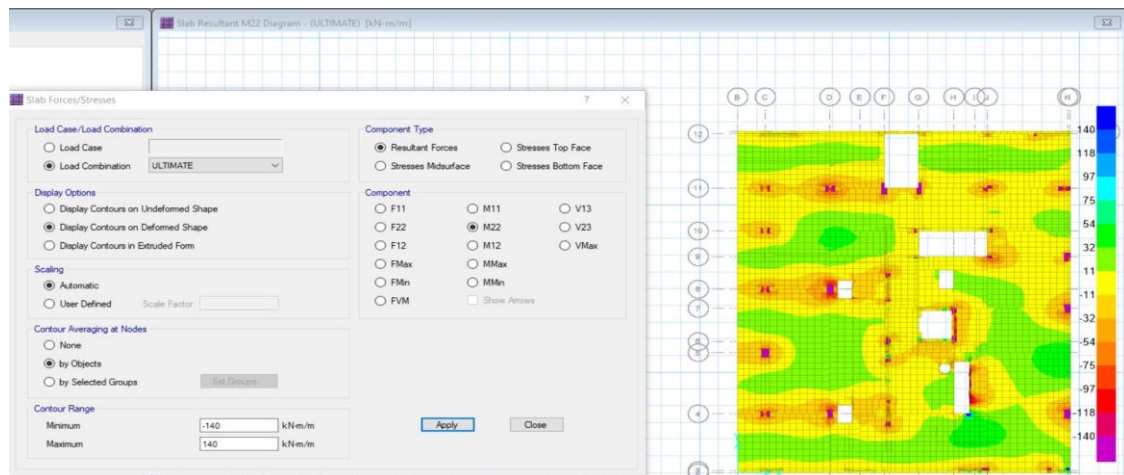 Slab Resultant M22 Diagram - (ULTIMATE) [kN-m/m]
Slab Forces/Stresses
?
Load Case/Load Combination
Load Case
Load Combination ULTIMATE
Display Options
Display Contours on Undeformed Shape
Display Contours on Deformed Shape
Display Contours in Extruded Form
Scaling
Automatic
User Defined Scale Factor
Contour Averaging at Nodes
None
by Objects
by Selected Groups Set Groups...
Contour Range
Minimum -140 kN-m/m
Maximum 140 kN-m/m
Component Type
Resultant Forces Stresses Top Face
Stresses Midsurface Stresses Bottom Face
Component
F11 M11 V13
F22 M22 V23
F12 M12 VMax
FMax MMax
FMin MMin
FVM Show Arrows
Apply Close
B C D E F G H I J
12
11
10
9
7
4
140
118
97
75
54
32
11
-11
-32
-54
-75
-97
-118
-140